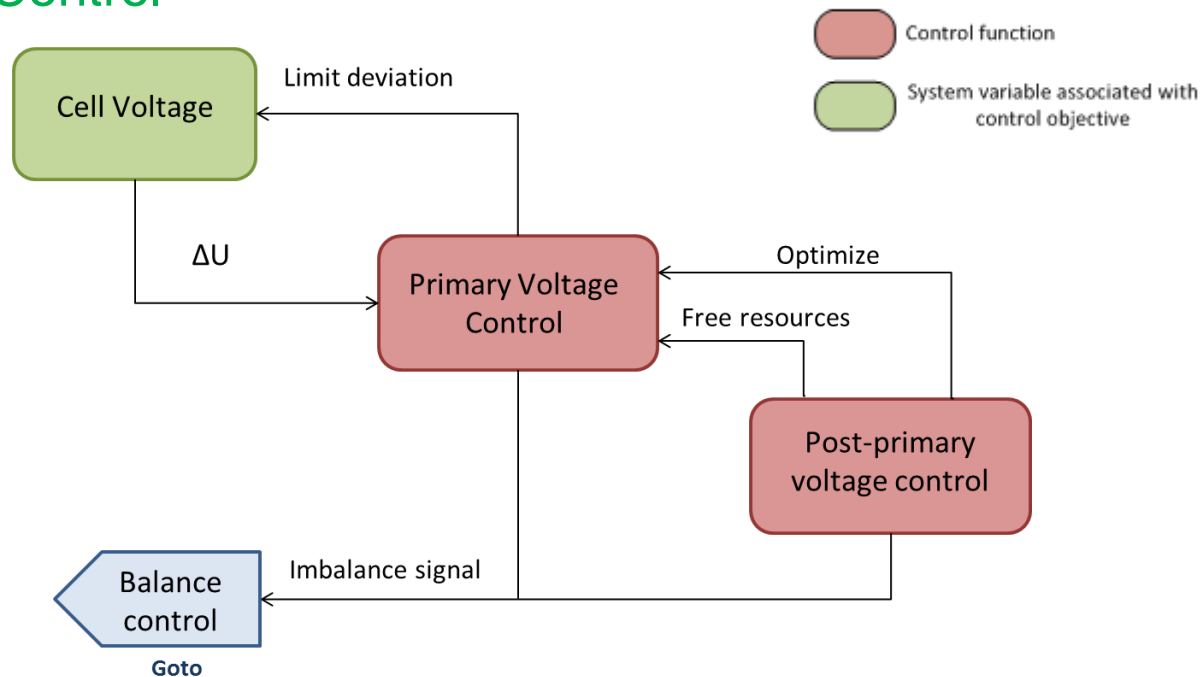 Control
Control function
Limit deviation
Cell Voltage
System variable associated with
control objective
ΔU
Optimize
Primary Voltage
Control
Free resources
Post-primary
voltage control
Imbalance signal
Balance
control
Goto